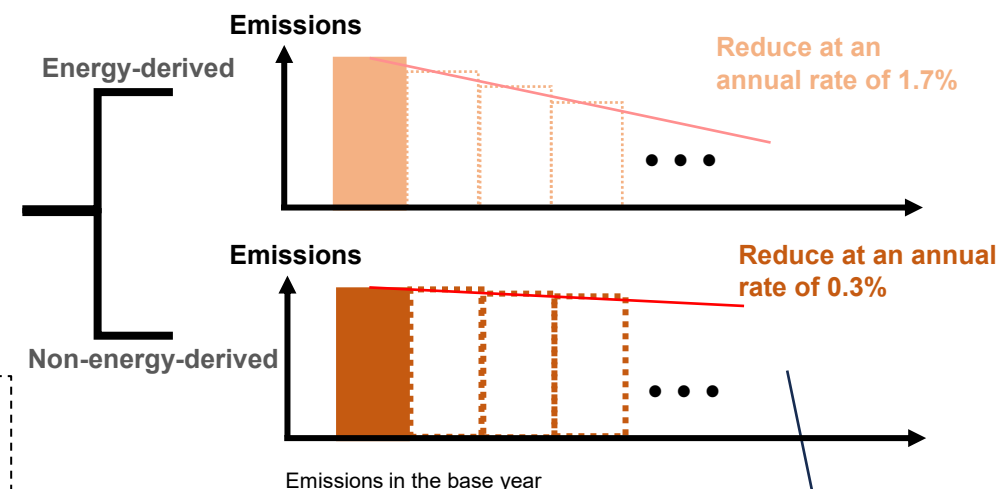 Emissions
Energy-derived
Reduce at an
annual rate of 1.7%
Emissions
Reduce at an annual
rate of 0.3%
Non-energy-derived
Emissions in the base year